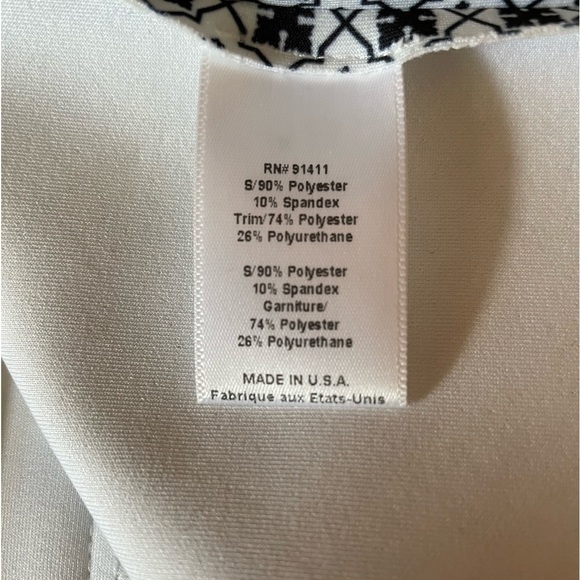 RN# 91411
S/90% Polyester
10% Spandex
Trim/74% Polyester
26% Polyurethane
S/90% Polyester
10% Spandex
Garniture/
74% Polyester
26% Polyurethane
MADE IN U.S.A.
Fabrique aux Etats-Unis